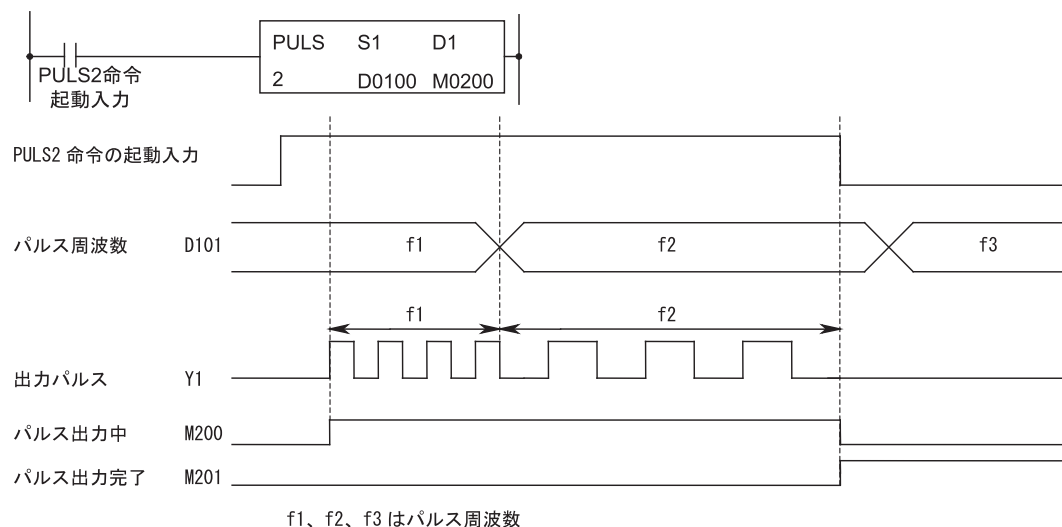 PULS S1 D1
2 D0100 M0200
PULS2命令
起動入力
PULS2 命令の起動入力
パルス周波数 D101 f1 f2 f3
f1 f2
出力パルス Y1
パルス出力中 M200
パルス出力完了 M201
f1、f2、f3 はパルス周波数